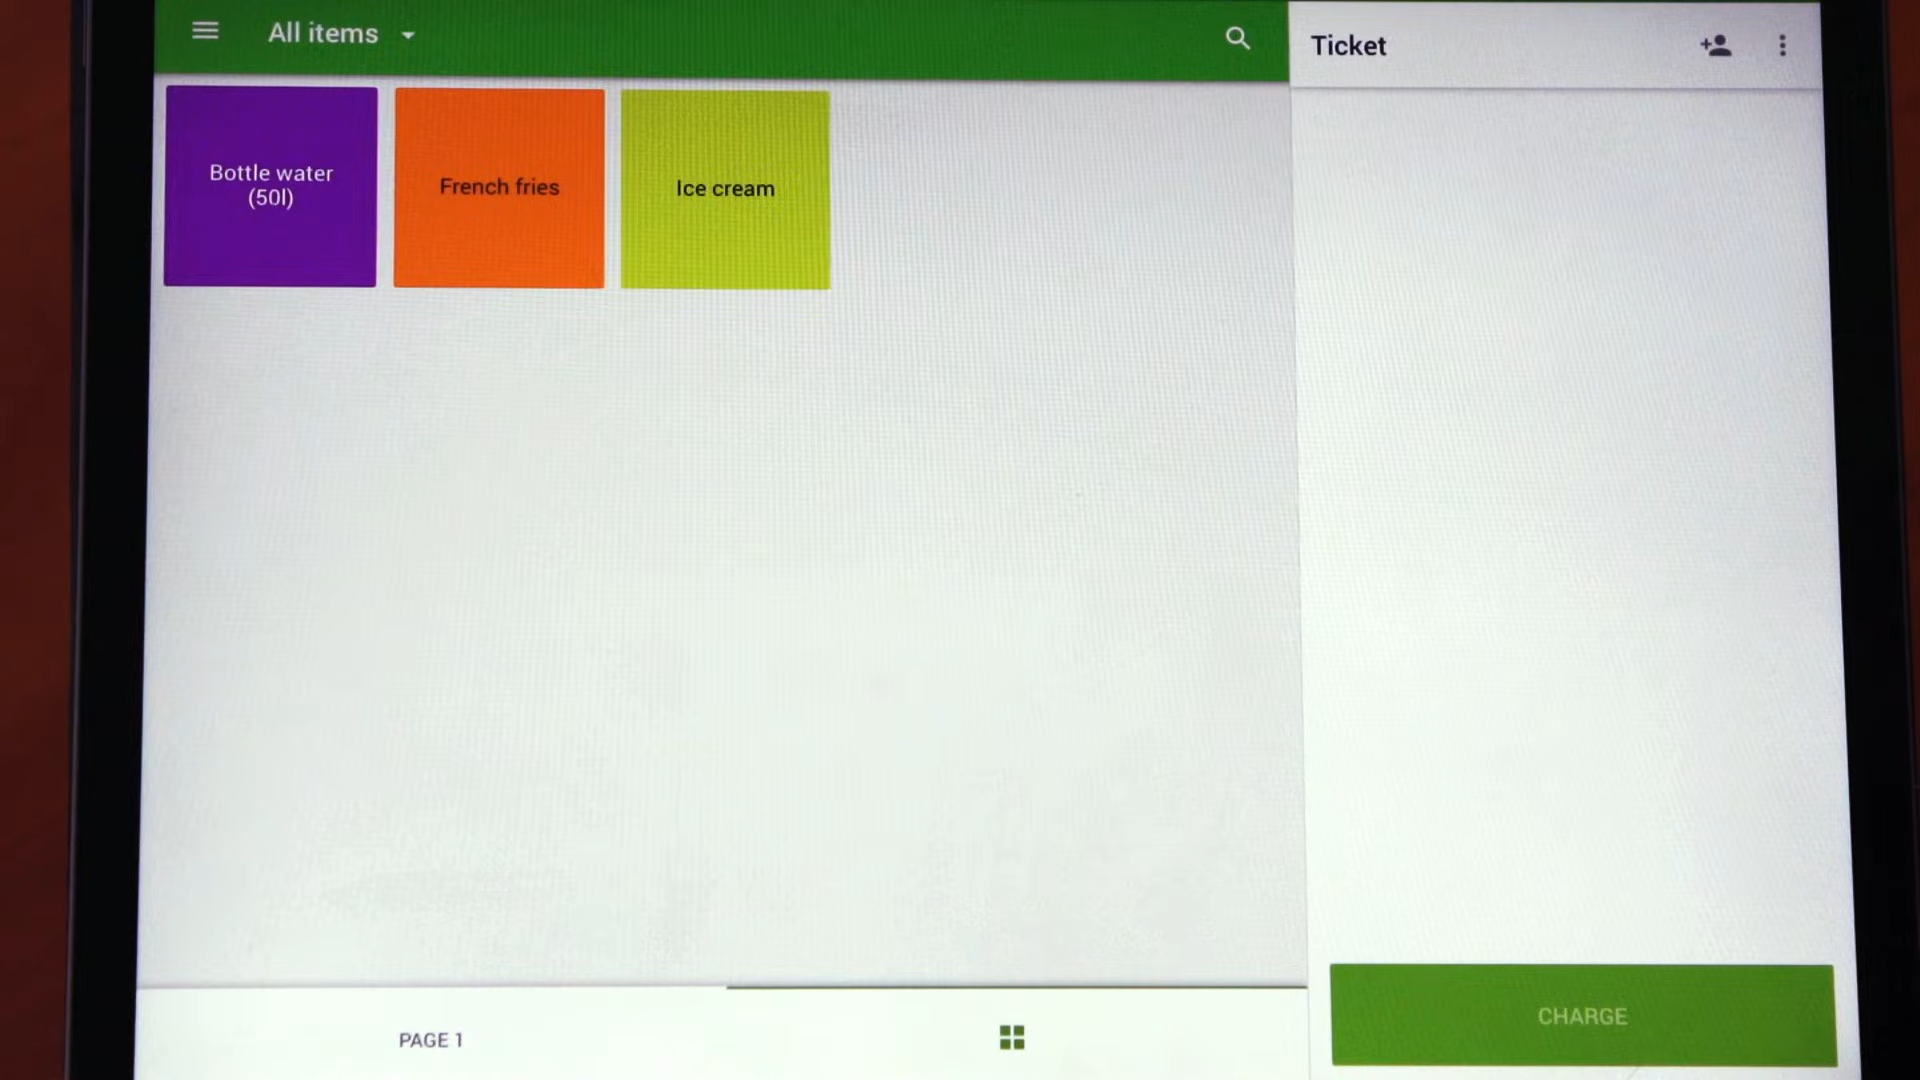 All items
Ticket
Bottle water
(50l)
French fries
Ice cream
PAGE 1
CHARGE